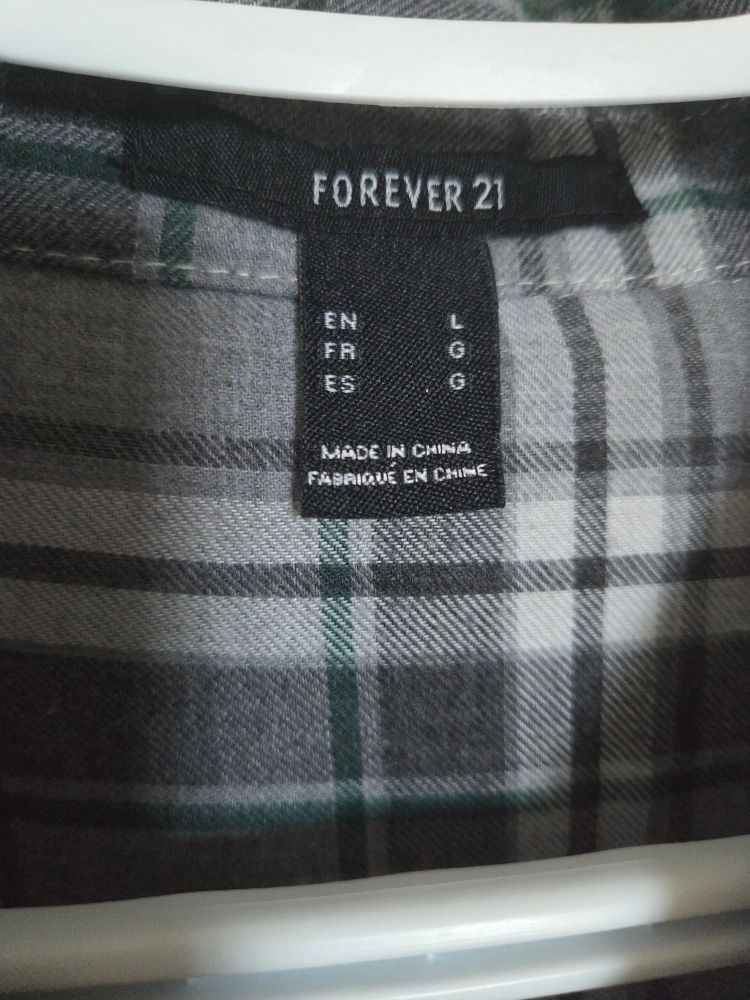 FOREVER 21
EN L
FR G
ES G
MADE IN CHINA
FABRIQUÉ EN CHINE